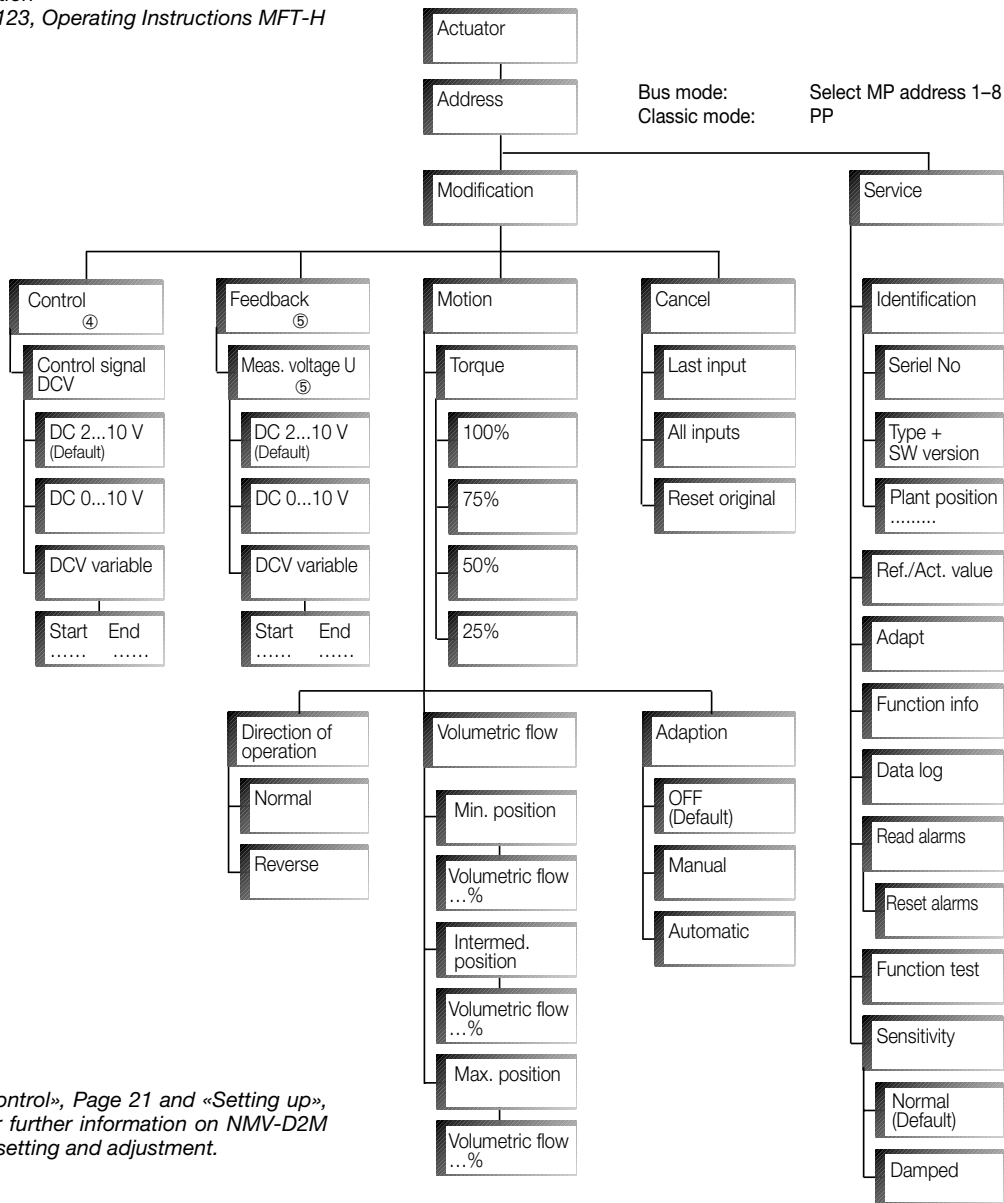 123, Operating Instructions MFT-H
Actuator
Address
Bus mode: Select MP address 1–8
Classic mode: PP
Modification
Service
Control
④
Control signal
DCV
DC 2...10 V
(Default)
DC 0...10 V
DCV variable
Start End
...... ......
Feedback
⑤
Meas. voltage U
⑤
DC 2...10 V
(Default)
DC 0...10 V
DCV variable
Start End
...... ......
Motion
Torque
100%
75%
50%
25%
Cancel
Last input
All inputs
Reset original
Direction of
operation
Normal
Reverse
Volumetric flow
Min. position
Volumetric flow
...%
Intermed.
position
Volumetric flow
...%
Max. position
Volumetric flow
...%
Adaption
OFF
(Default)
Manual
Automatic
Identification
Seriel No
Type +
SW version
Plant position
.........
Ref./Act. value
Adapt
Function info
Data log
Read alarms
Reset alarms
Function test
Sensitivity
Normal
(Default)
Damped
ontrol», Page 21 and «Setting up»,
further information on NMV-D2M
setting and adjustment.